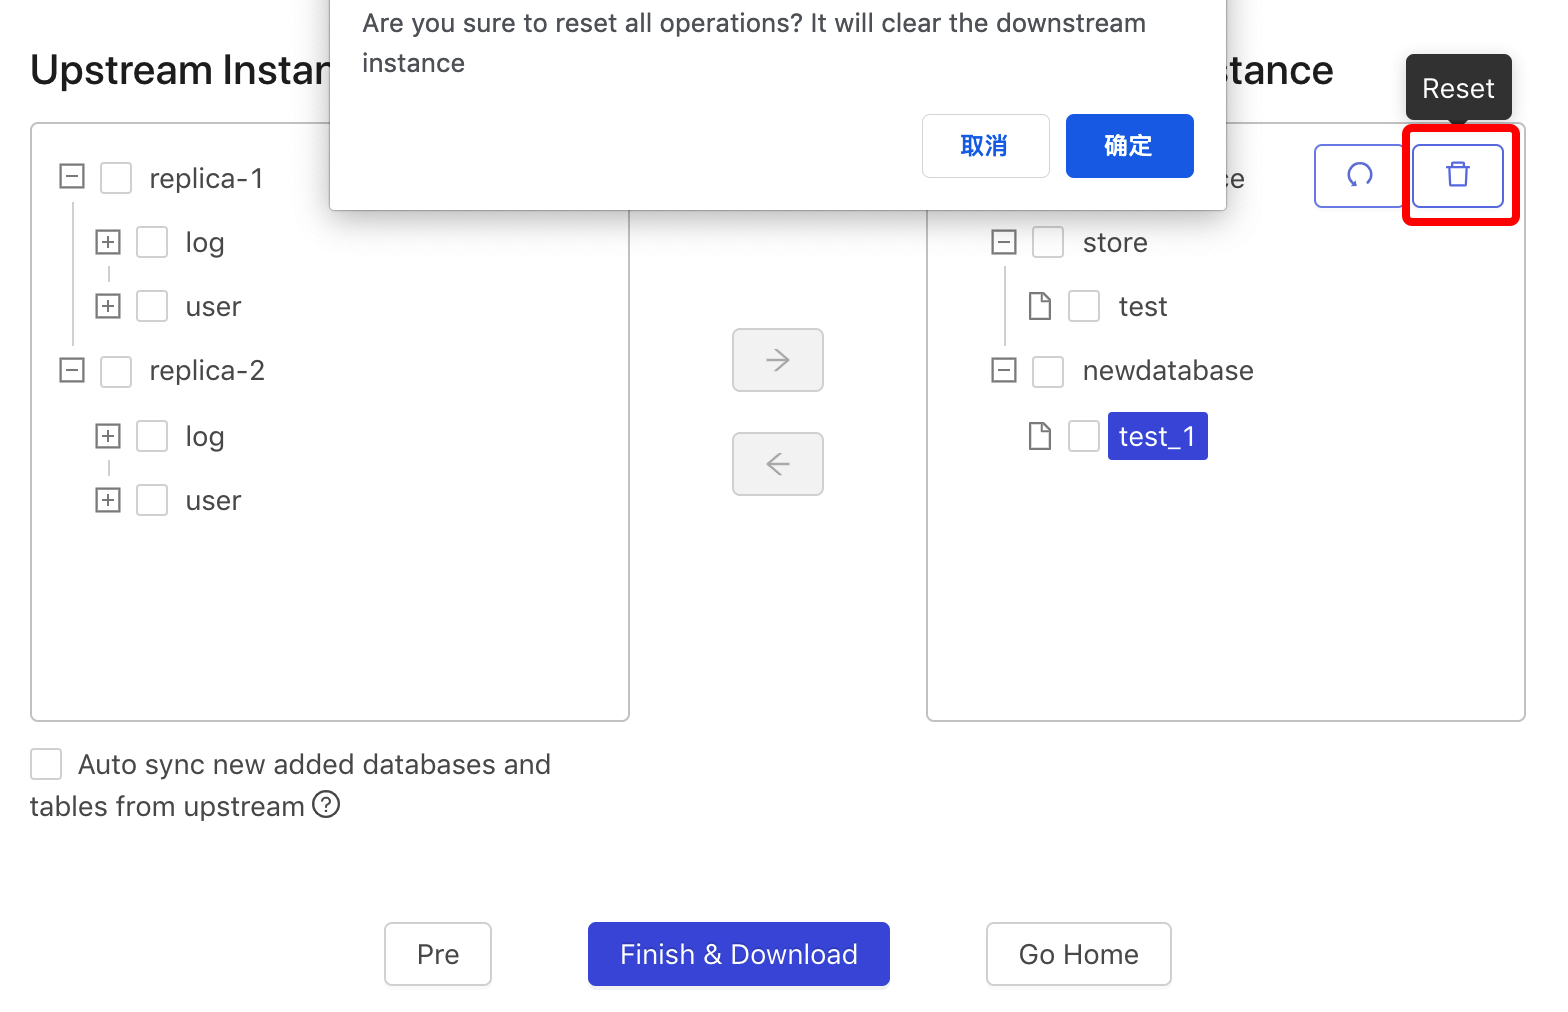 Are you sure to reset all operations? It will clear the downstream
instance
取消
确定
Upstream Instan
stance
Reset
replica-1
log
user
replica-2
log
user
store
test
newdatabase
test_1
Auto sync new added databases and
tables from upstream
Pre
Finish & Download
Go Home